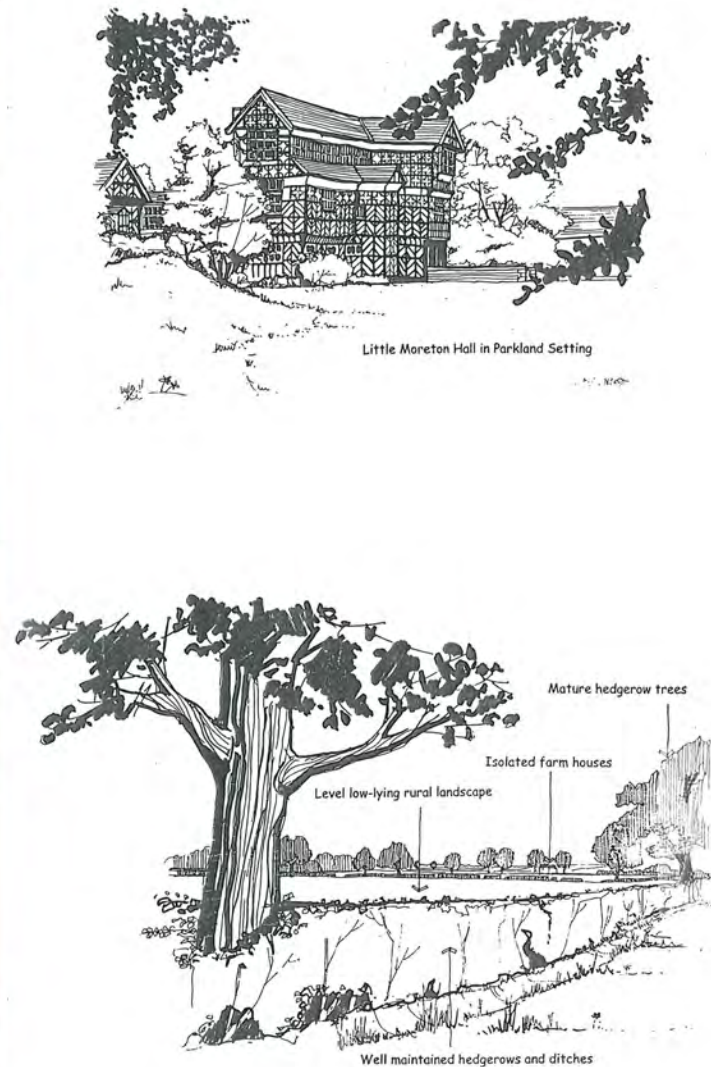 Little Moreton Hall in Parkland Setting
Mature hedgerow trees
Isolated farm houses
Level low-lying rural landscape
Well maintained hedgerows and ditches